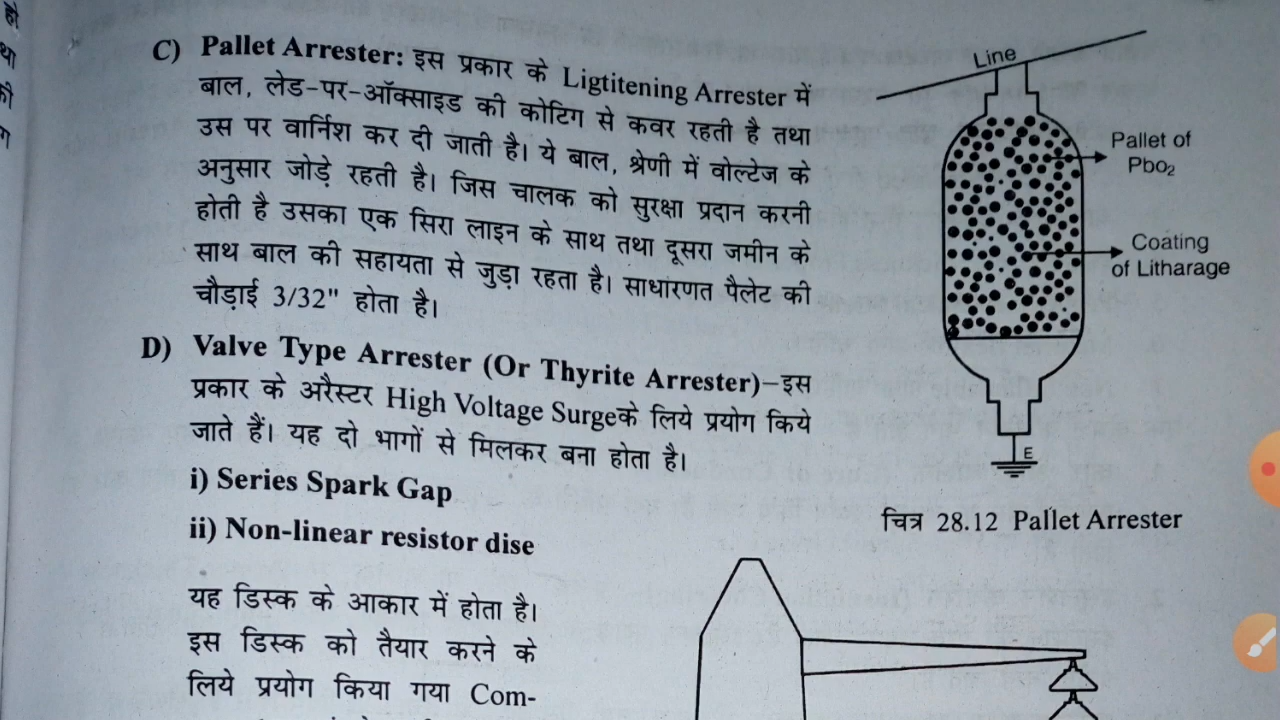 हो
था
की
ग
C) Pallet Arrester: इस प्रकार के Ligtitening Arrester में
बाल, लेड-पर-ऑक्साइड की कोटिग से कवर रहती है तथा
उस पर वार्निश कर दी जाती है। ये बाल, श्रेणी में वोल्टेज के
अनुसार जोड़े रहती है। जिस चालक को सुरक्षा प्रदान करनी
होती है उसका एक सिरा लाइन के साथ तथा दूसरा जमीन के
साथ बाल की सहायता से जुड़ा रहता है। साधारणत पैलेट की
चौड़ाई 3/32" होता है।
Line
Pallet of
Pbo₂
Coating
of Litharage
E
चित्र 28.12 Pallet Arrester
D) Valve Type Arrester (Or Thyrite Arrester)–इस
प्रकार के अरैस्टर High Voltage Surgeके लिये प्रयोग किये
जाते हैं। यह दो भागों से मिलकर बना होता है।
i) Series Spark Gap
ii) Non-linear resistor dise
यह डिस्क के आकार में होता है।
इस डिस्क को तैयार करने के
लिये प्रयोग किया गया Com-